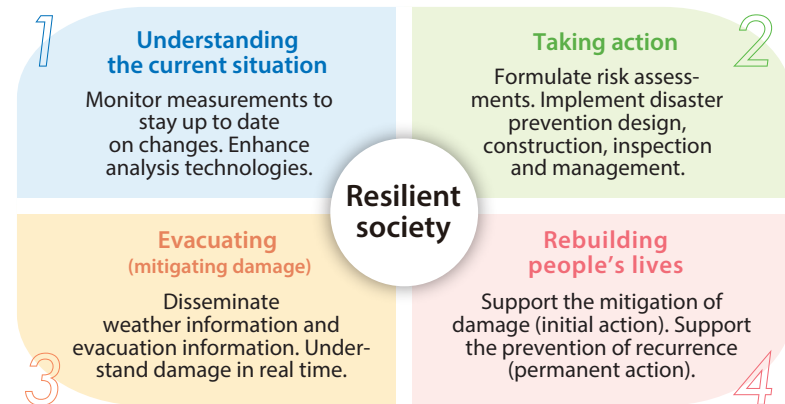 1
Understanding
the current situation
Monitor measurements to
stay up to date
on changes. Enhance
analysis technologies.
2
Taking action
Formulate risk assess-
ments. Implement disaster
prevention design,
construction, inspection
and management.
Resilient
society
3
Evacuating
(mitigating damage)
Disseminate
weather information and
evacuation information. Under-
stand damage in real time.
4
Rebuilding
people’s lives
Support the mitigation of
damage (initial action). Support
the prevention of recurrence
(permanent action).